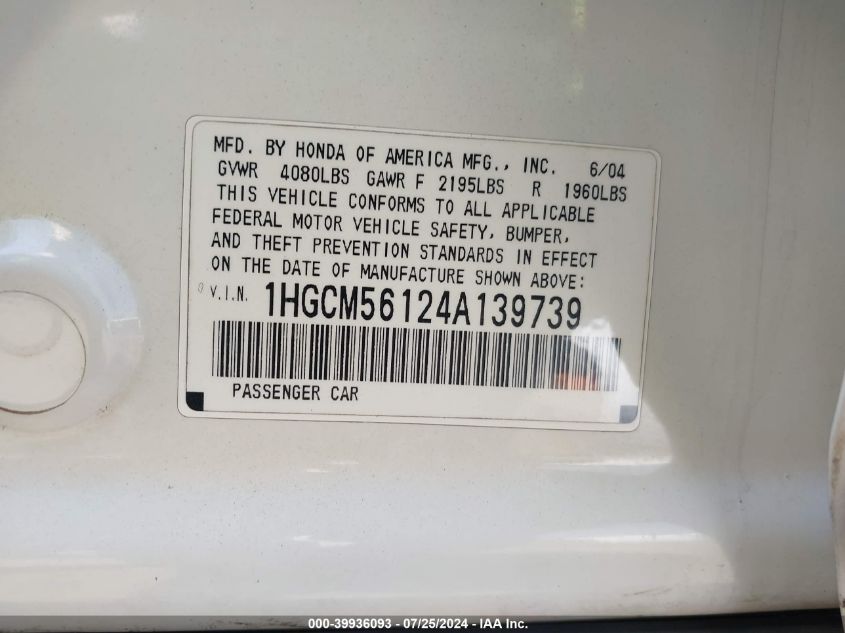 MFD. BY HONDA OF AMERICA MFG., INC. 6/04
GVWR 4080LBS GAWR F 2195LBS R 1960LBS
THIS VEHICLE CONFORMS TO ALL APPLICABLE
FEDERAL MOTOR VEHICLE SAFETY, BUMPER,
AND THEFT PREVENTION STANDARDS IN EFFECT
ON THE DATE OF MANUFACTURE SHOWN ABOVE:
V.I.N. 1HGCM56124A139739
PASSENGER CAR
000-39936093 - 07/25/2024 - IAA Inc.